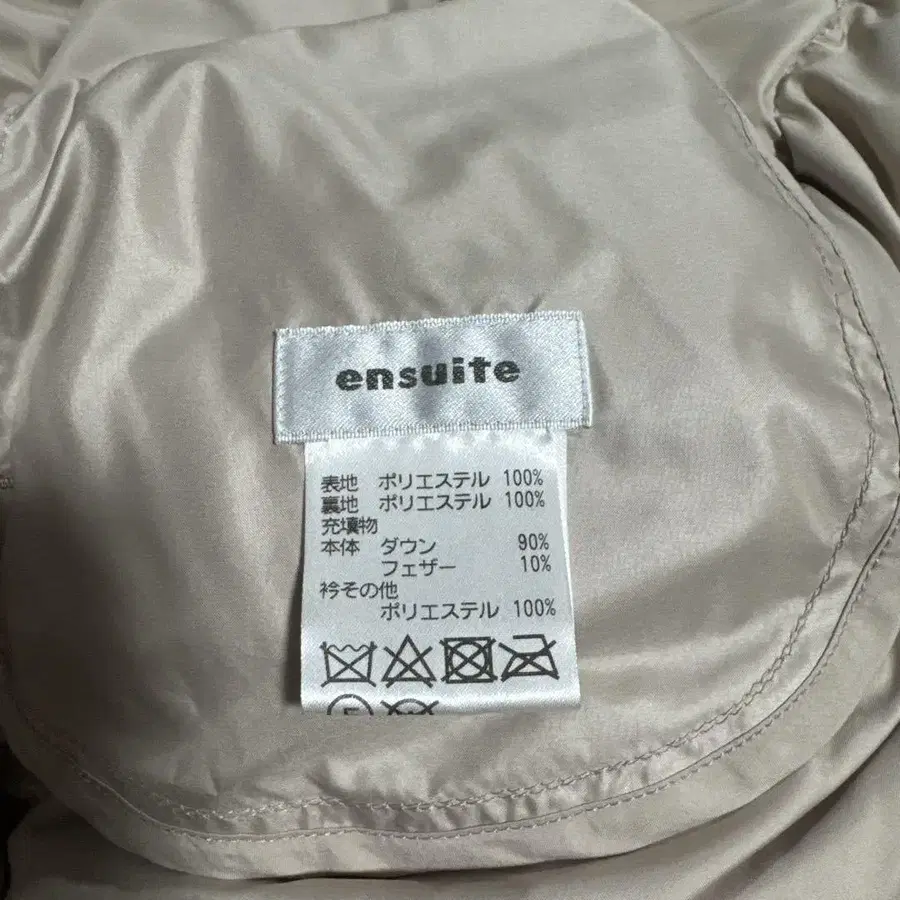 ensuite
表地 ポリエステル 100%
裏地 ポリエステル 100%
充填物
本体 ダウン 90%
フェザー 10%
衿その他
ポリエステル 100%